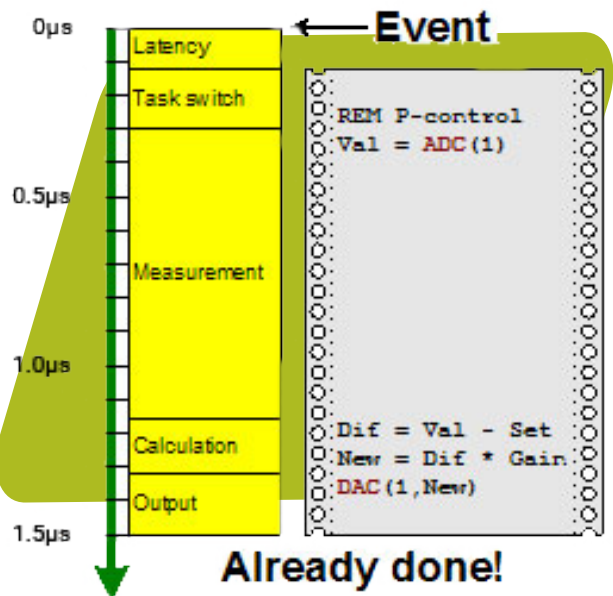 0µs
Event
Latency
Task switch
REM P-control
Val = ADC(1)
0.5µs
Measurement
1.0µs
Dif = Val - Set
Calculation
New = Dif * Gain
DAC(1,New)
Output
1.5µs
Already done!